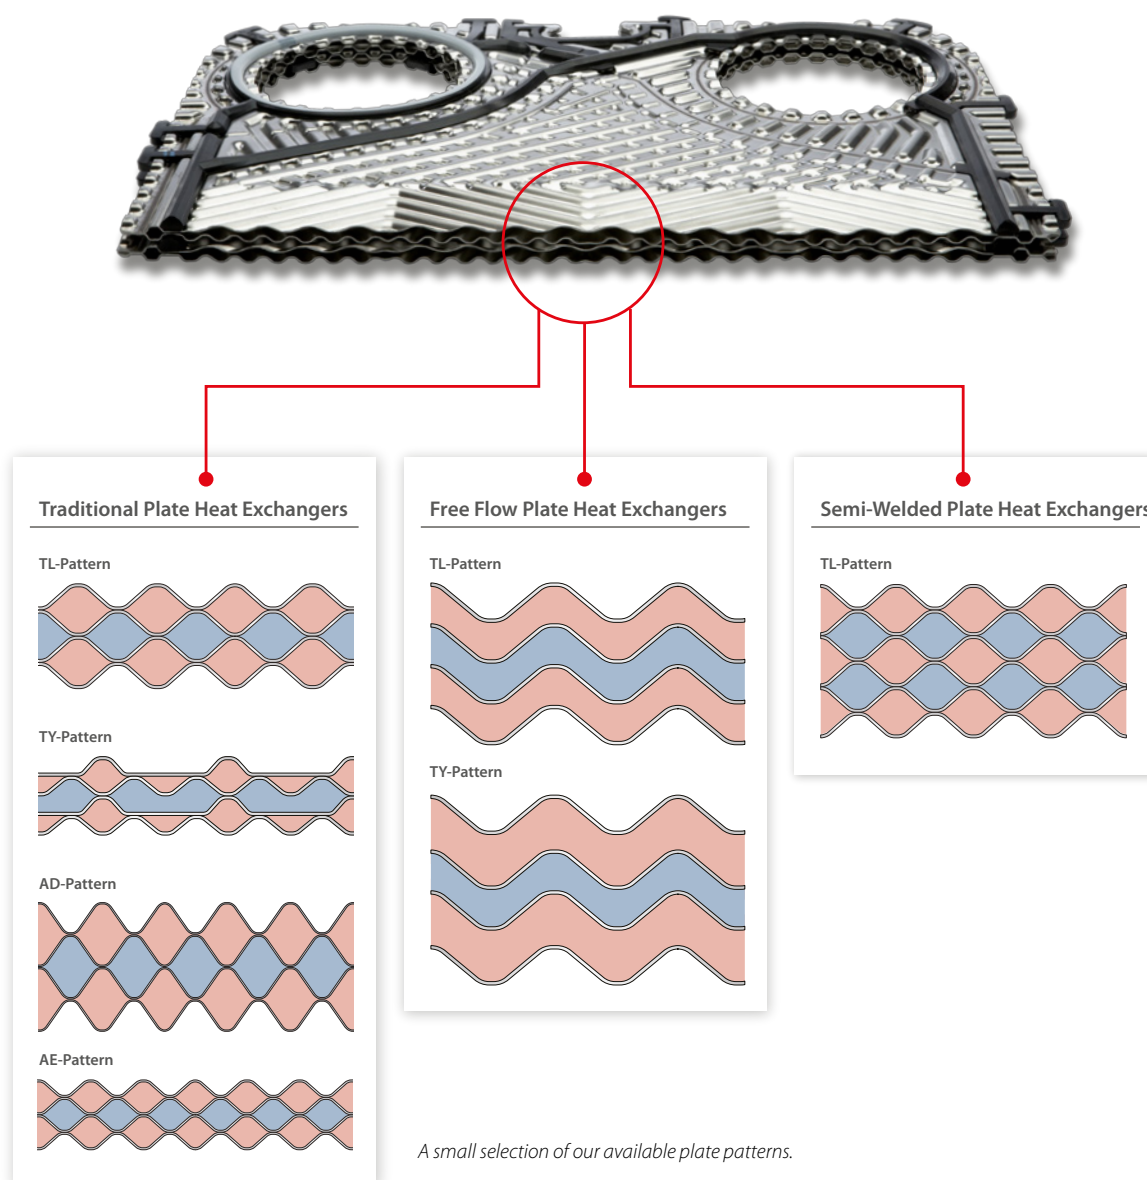 Traditional Plate Heat Exchangers
TL-Pattern
TY-Pattern
AD-Pattern
AE-Pattern
Free Flow Plate Heat Exchangers
TL-Pattern
TY-Pattern
Semi-Welded Plate Heat Exchangers
TL-Pattern
A small selection of our available plate patterns.